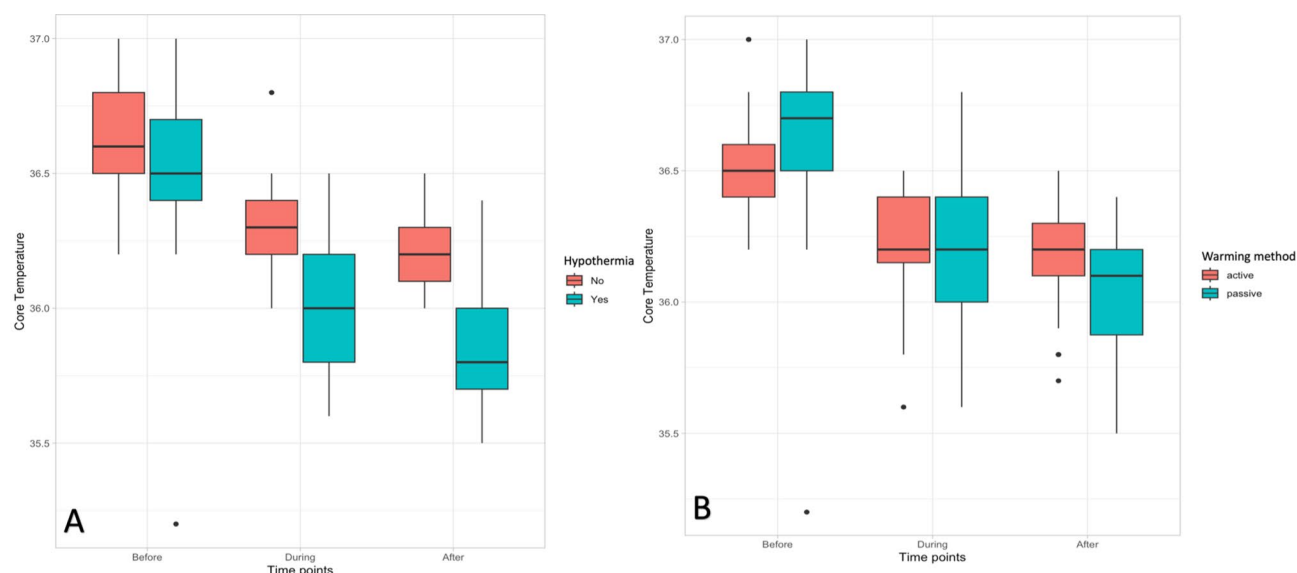 37.0
36.5
36.0
35.5
Core Temperature
Before
During
After
Time points
A
Hypothermia
No
Yes
37.0
36.5
36.0
35.5
Core Temperature
Before
During
After
Time points
B
Warming method
active
passive